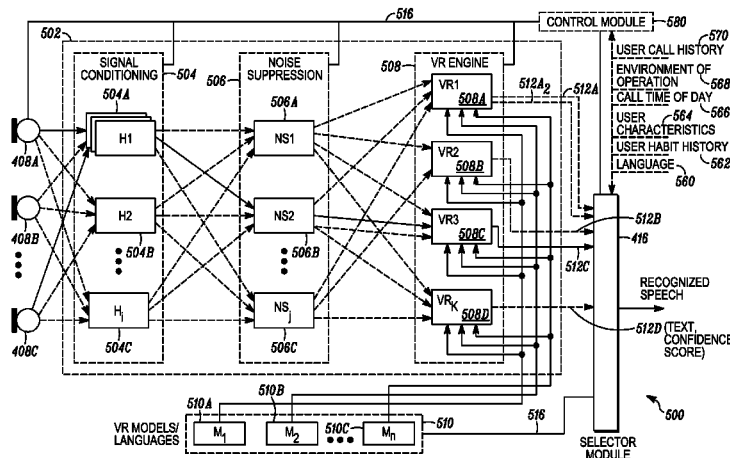 516
CONTROL MODULE
580
502
SIGNAL
CONDITIONING
504
NOISE
SUPPRESSION
506
VR ENGINE
508
570
USER CALL HISTORY
ENVIRONMENT OF
OPERATION
568
CALL TIME OF DAY
566
USER
CHARACTERISTICS
564
USER HABIT HISTORY
562
LANGUAGE
560
504A
H1
506A
NS1
VR1
508A
512A2
512A
408A
H2
504B
NS2
506B
VR2
508B
512B
416
408B
VR3
508C
512C
Hi
504C
NSj
506C
VRK
508D
RECOGNIZED
SPEECH
512D
(TEXT,
CONFIDENCE
SCORE)
408C
500
510A
510B
510C
510
516
VR MODELS/
LANGUAGES
M1
M2
Mn
SELECTOR
MODULE